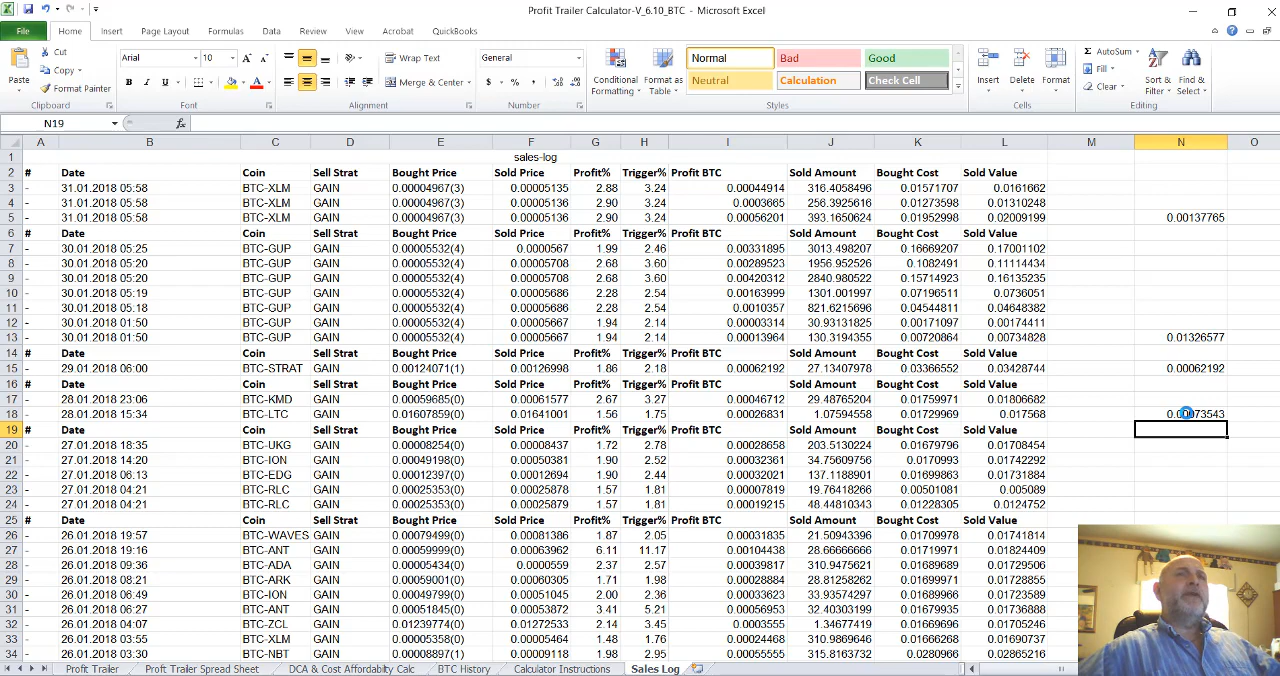 Profit Trailer Calculator-V_6.10_BTC - Microsoft Excel
File Home Insert Page Layout Formulas Data Review View Acrobat QuickBooks
Paste Cut Copy Format Painter Clipboard
Arial 10 B I U A A A Font
Wrap Text Merge & Center Alignment
General $ % , Number
Conditional Formatting Format as Table
Normal Bad Good
Neutral Calculation Check Cell
Styles
Insert Delete Format Cells
Σ AutoSum Fill Clear Sort & Filter Find & Select Editing
N19 fx
A B C D E F G H I J K L M N O
1 sales-log
2 # Date Coin Sell Strat Bought Price Sold Price Profit% Trigger% Profit BTC Sold Amount Bought Cost Sold Value
3 - 31.01.2018 05:58 BTC-XLM GAIN 0.00004967(3) 0.00005135 2.88 3.24 0.00044914 316.4058496 0.01571707 0.0161662
4 - 31.01.2018 05:58 BTC-XLM GAIN 0.00004967(3) 0.00005136 2.90 3.24 0.0003665 256.3925616 0.01273598 0.01310248
5 - 31.01.2018 05:58 BTC-XLM GAIN 0.00004967(3) 0.00005136 2.90 3.24 0.00056201 393.1650624 0.01952998 0.02009199 0.00137765
6 # Date Coin Sell Strat Bought Price Sold Price Profit% Trigger% Profit BTC Sold Amount Bought Cost Sold Value
7 - 30.01.2018 05:25 BTC-GUP GAIN 0.00005532(4) 0.0000567 1.99 2.46 0.00331895 3013.498207 0.16669207 0.17001102
8 - 30.01.2018 05:20 BTC-GUP GAIN 0.00005532(4) 0.00005708 2.68 3.60 0.00289523 1956.952526 0.1082491 0.11114434
9 - 30.01.2018 05:20 BTC-GUP GAIN 0.00005532(4) 0.00005708 2.68 3.60 0.00420312 2840.980522 0.15714923 0.16135235
10 - 30.01.2018 05:19 BTC-GUP GAIN 0.00005532(4) 0.00005686 2.28 2.54 0.00163999 1301.001997 0.07196511 0.0736051
11 - 30.01.2018 05:18 BTC-GUP GAIN 0.00005532(4) 0.00005686 2.28 2.54 0.0010357 821.6215696 0.04544811 0.04648382
12 - 30.01.2018 01:50 BTC-GUP GAIN 0.00005532(4) 0.00005667 1.94 2.14 0.00003314 30.93131825 0.00171097 0.00174411
13 - 30.01.2018 01:50 BTC-GUP GAIN 0.00005532(4) 0.00005667 1.94 2.14 0.00013964 130.3194355 0.00720864 0.00734828 0.01326577
14 # Date Coin Sell Strat Bought Price Sold Price Profit% Trigger% Profit BTC Sold Amount Bought Cost Sold Value
15 - 29.01.2018 06:00 BTC-STRAT GAIN 0.00124071(1) 0.00126998 1.86 2.18 0.00062192 27.13407978 0.03366552 0.03428744 0.00062192
16 # Date Coin Sell Strat Bought Price Sold Price Profit% Trigger% Profit BTC Sold Amount Bought Cost Sold Value
17 - 28.01.2018 23:06 BTC-KMD GAIN 0.00059685(0) 0.00061577 2.67 3.27 0.00046712 29.48765204 0.01759971 0.01806682
18 - 28.01.2018 15:34 BTC-LTC GAIN 0.01607859(0) 0.01641001 1.56 1.75 0.00026831 1.07594558 0.01729969 0.017568 0.00073543
19 # Date Coin Sell Strat Bought Price Sold Price Profit% Trigger% Profit BTC Sold Amount Bought Cost Sold Value
20 - 27.01.2018 18:35 BTC-UKG GAIN 0.00008254(0) 0.00008437 1.72 2.78 0.00028658 203.5130224 0.01679796 0.01708454
21 - 27.01.2018 14:20 BTC-ION GAIN 0.00049198(0) 0.00050381 1.90 2.52 0.00032361 34.75609756 0.0170993 0.01742292
22 - 27.01.2018 06:13 BTC-EDG GAIN 0.00012397(0) 0.00012694 1.90 2.44 0.00032021 137.1188901 0.01699863 0.01731884
23 - 27.01.2018 04:21 BTC-RLC GAIN 0.00025353(0) 0.00025878 1.57 1.81 0.00007819 19.76418266 0.00501081 0.005089
24 - 27.01.2018 04:21 BTC-RLC GAIN 0.00025353(0) 0.00025879 1.57 1.81 0.00019219 48.44810343 0.01228305 0.0124752
25 # Date Coin Sell Strat Bought Price Sold Price Profit% Trigger% Profit BTC Sold Amount Bought Cost Sold Value
26 - 26.01.2018 19:57 BTC-WAVES GAIN 0.00079499(0) 0.00081386 1.87 2.05 0.00031835 21.50943396 0.01709978 0.01741814
27 - 26.01.2018 19:16 BTC-ANT GAIN 0.00059999(0) 0.00063962 6.11 11.17 0.00104438 28.66666666 0.01719971 0.01824409
28 - 26.01.2018 09:36 BTC-ADA GAIN 0.00005434(0) 0.0000559 2.37 2.57 0.00039817 310.9475621 0.01689689 0.01729506
29 - 26.01.2018 08:21 BTC-ARK GAIN 0.00059001(0) 0.00060305 1.71 1.98 0.00028884 28.81258258 0.01699971 0.01728855
30 - 26.01.2018 06:49 BTC-ION GAIN 0.00049799(0) 0.00051 2.00 2.36 0.00032302 33.93574297 0.01689966 0.01723968
31 - 26.01.2018 06:27 BTC-ANT GAIN 0.00051845(0) 0.0005372 3.41 5.21 0.00056953 32.40303199 0.01679935 0.01736888
32 - 26.01.2018 04:07 BTC-ZCL GAIN 0.01239774(0) 0.01272533 2.14 3.45 0.0003555 1.34677419 0.01669696 0.01705246
33 - 26.01.2018 03:55 BTC-XLM GAIN 0.00005358(0) 0.00005464 1.48 1.76 0.00024468 310.9869646 0.01666268 0.01690737
34 - 26.01.2018 03:30 BTC-NBT GAIN 0.00008897(1) 0.00009111 1.98 2.95 0.00055555 315.8163732 0.0280966 0.02865216
Profit Trailer Profit Trailer Spread Sheet DCA & Cost Affordabilty Calc BTC History Calculator Instructions Sales Log